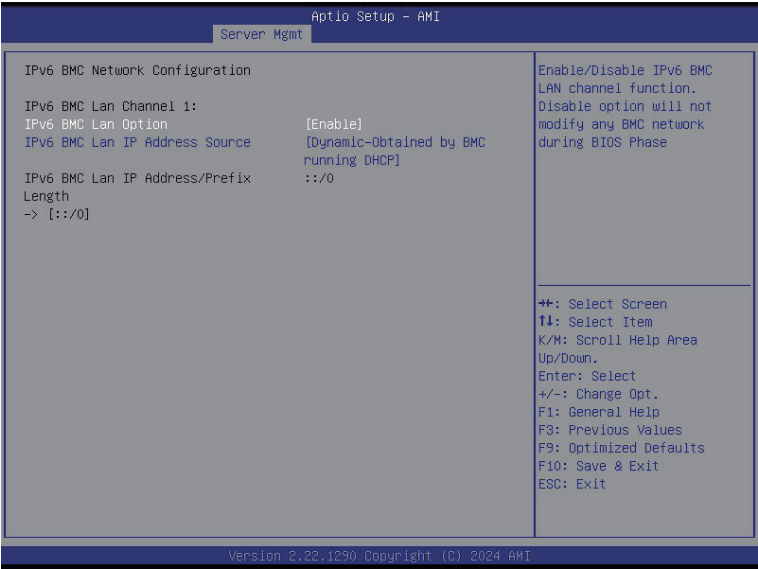 Aptio Setup – AMI
Server Mgmt
IPv6 BMC Network Configuration
IPv6 BMC Lan Channel 1:
IPv6 BMC Lan Option [Enable]
IPv6 BMC Lan IP Address Source [Dynamic-Obtained by BMC
running DHCP]
IPv6 BMC Lan IP Address/Prefix ::/0
Length
-> [::/0]
Enable/Disable IPv6 BMC
LAN channel function.
Disable option will not
modify any BMC network
during BIOS Phase
→←: Select Screen
↑↓: Select Item
K/M: Scroll Help Area
Up/Down.
Enter: Select
+/-: Change Opt.
F1: General Help
F3: Previous Values
F9: Optimized Defaults
F10: Save & Exit
ESC: Exit
Version 2.22.1290 Copyright (C) 2024 AMI